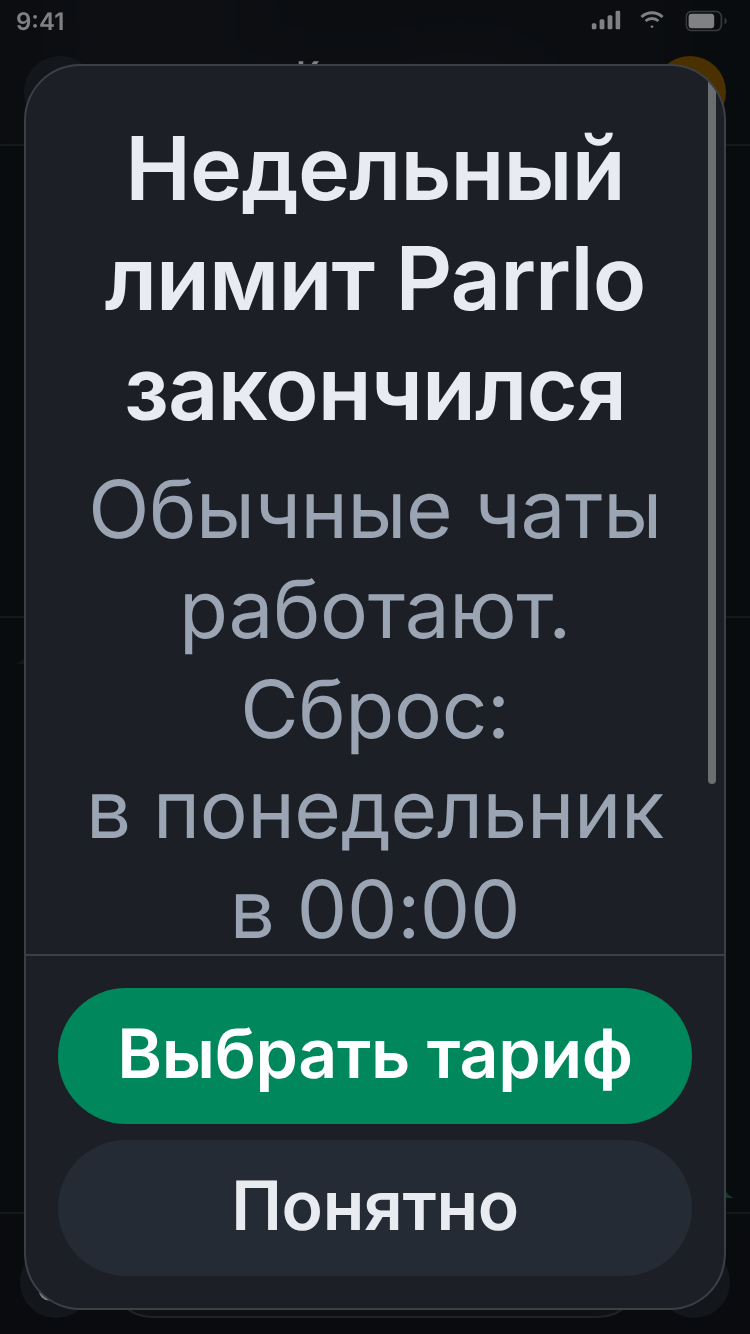 9:41
Недельный
лимит Parrlo
закончился
Обычные чаты
работают.
Сброс:
в понедельник
в 00:00
Выбрать тариф
Понятно